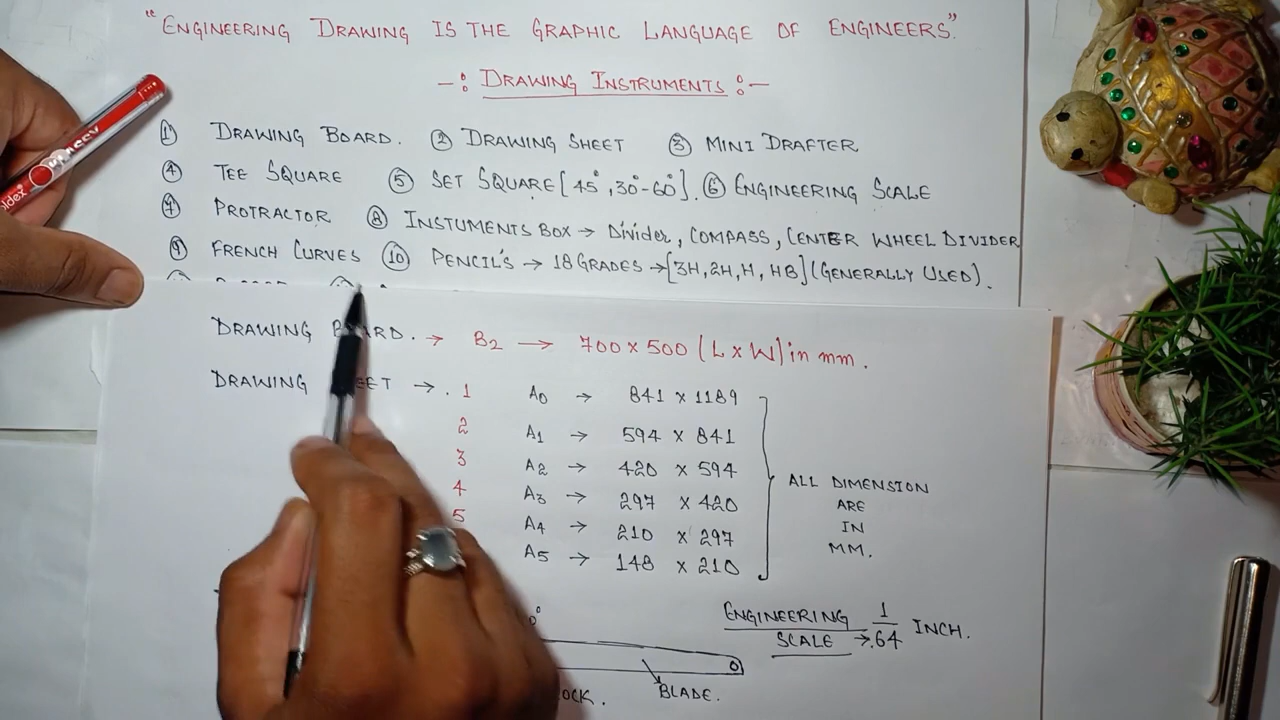 "ENGINEERING DRAWING IS THE GRAPHIC LANGUAGE OF ENGINEERS."
-: DRAWING INSTRUMENTS :-
① DRAWING BOARD. ② DRAWING SHEET ③ MINI DRAFTER
④ TEE SQUARE ⑤ SET SQUARE [45°, 30°-60°]. ⑥ ENGINEERING SCALE
⑦ PROTRACTOR ⑧ INSTUMENTS BOX → DIVIDER, COMPASS, CENTER WHEEL DIVIDER
⑨ FRENCH CURVES ⑩ PENCIL'S → 18 GRADES → [3H, 2H, H, HB] (GENERALLY USED).
DRAWING BOARD. → B2 → 700 x 500 (L x W) in mm.
DRAWING → . 1 A0 → 841 x 1189
2 A1 → 594 x 841
3 A2 → 420 x 594
4 A3 → 297 x 420
5 A4 → 210 x 297
A5 → 148 x 210
ALL DIMENSION
ARE
IN
MM.
ENGINEERING SCALE → 1/64 INCH.
BLADE.
KLASSY